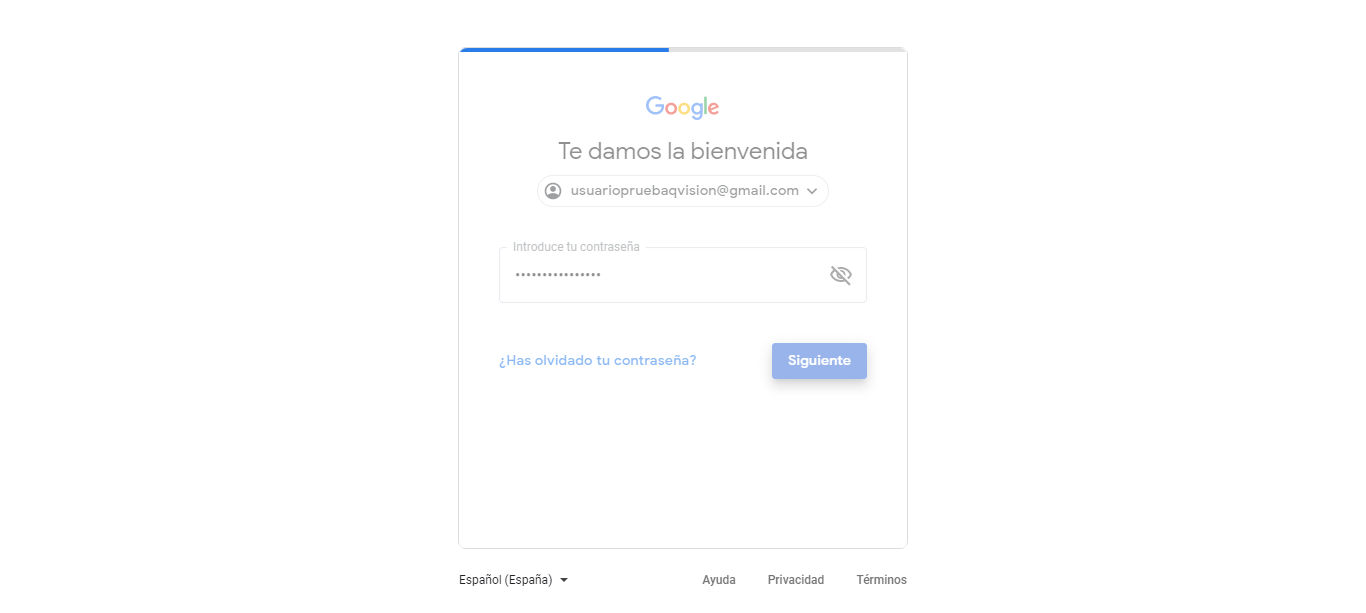 Google
Te damos la bienvenida
usuariopruebaqvision@gmail.com
Introduce tu contraseña
••••••••••••••••
¿Has olvidado tu contraseña? Siguiente
Español (España) Ayuda Privacidad Términos